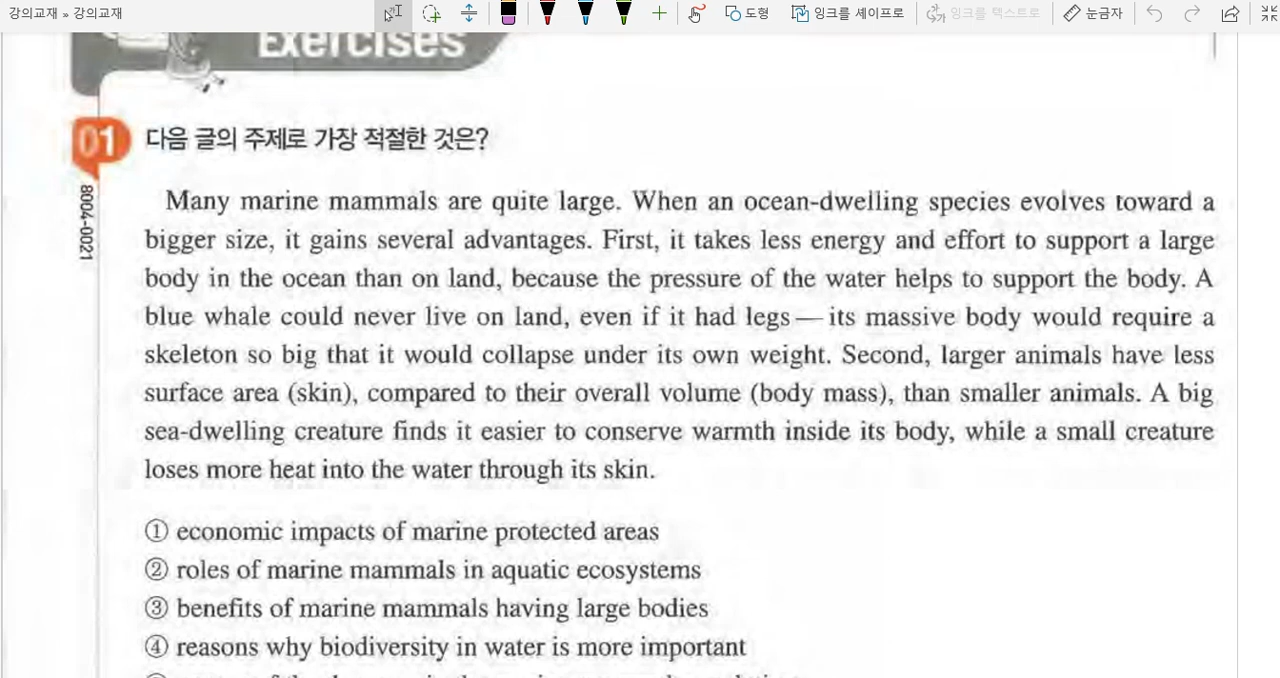 강의교재 » 강의교재
도형
잉크를 셰이프로
잉크를 텍스트로
눈금자
Exercises
01 다음 글의 주제로 가장 적절한 것은?
8004-0021
Many marine mammals are quite large. When an ocean-dwelling species evolves toward a
bigger size, it gains several advantages. First, it takes less energy and effort to support a large
body in the ocean than on land, because the pressure of the water helps to support the body. A
blue whale could never live on land, even if it had legs — its massive body would require a
skeleton so big that it would collapse under its own weight. Second, larger animals have less
surface area (skin), compared to their overall volume (body mass), than smaller animals. A big
sea-dwelling creature finds it easier to conserve warmth inside its body, while a small creature
loses more heat into the water through its skin.
① economic impacts of marine protected areas
② roles of marine mammals in aquatic ecosystems
③ benefits of marine mammals having large bodies
④ reasons why biodiversity in water is more important